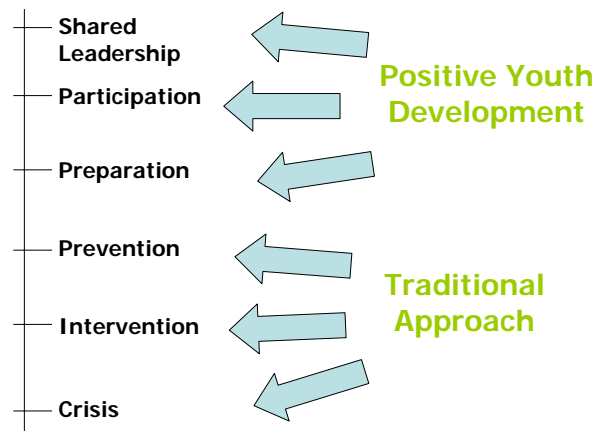 Shared
Leadership
Participation
Preparation
Prevention
Intervention
Crisis
Positive Youth
Development
Traditional
Approach